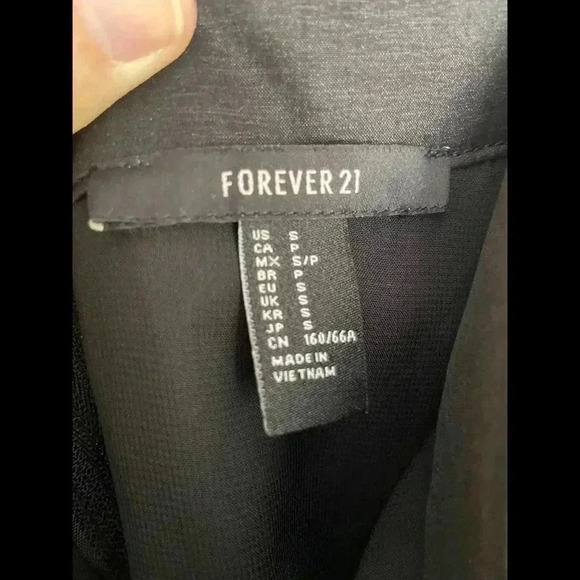 FOREVER 21
US S
CA P
MX S/P
BR P
EU S
UK S
KR S
JP S
CN 160/66A
MADE IN
VIETNAM